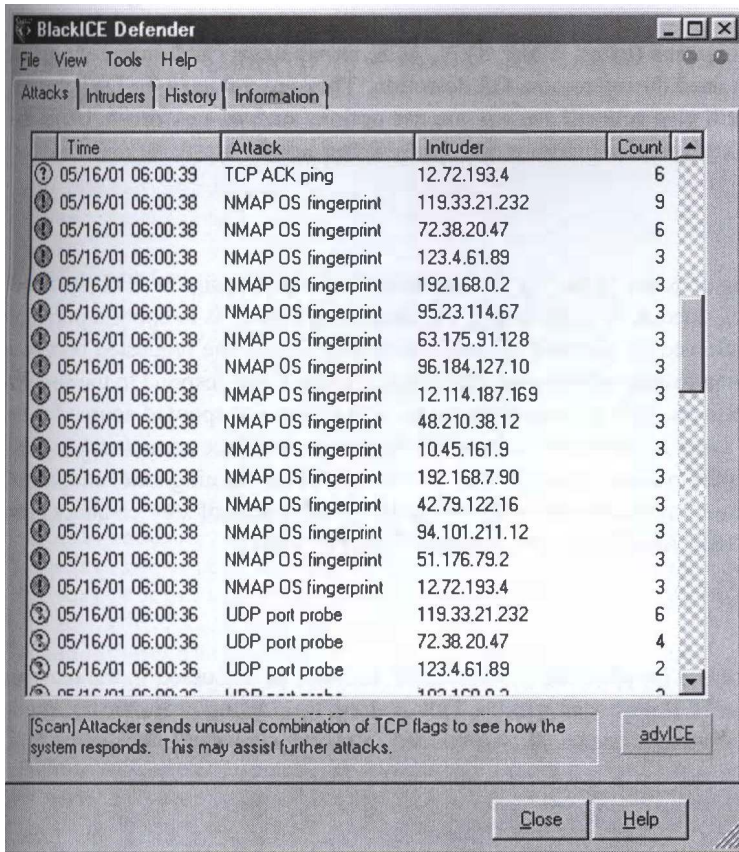 BlackICE Defender
File View Tools Help
Attacks Intruders History Information
Time Attack Intruder Count
05/16/01 06:00:39 TCP ACK ping 12.72.193.4 6
05/16/01 06:00:38 NMAP OS fingerprint 119.33.21.232 9
05/16/01 06:00:38 NMAP OS fingerprint 72.38.20.47 6
05/16/01 06:00:38 NMAP OS fingerprint 123.4.61.89 3
05/16/01 06:00:38 NMAP OS fingerprint 192.168.0.2 3
05/16/01 06:00:38 NMAP OS fingerprint 95.23.114.67 3
05/16/01 06:00:38 NMAP OS fingerprint 63.175.91.128 3
05/16/01 06:00:38 NMAP OS fingerprint 96.184.127.10 3
05/16/01 06:00:38 NMAP OS fingerprint 12.114.187.169 3
05/16/01 06:00:38 NMAP OS fingerprint 48.210.38.12 3
05/16/01 06:00:38 NMAP OS fingerprint 10.45.161.9 3
05/16/01 06:00:38 NMAP OS fingerprint 192.168.7.90 3
05/16/01 06:00:38 NMAP OS fingerprint 42.79.122.16 3
05/16/01 06:00:38 NMAP OS fingerprint 94.101.211.12 3
05/16/01 06:00:38 NMAP OS fingerprint 51.176.79.2 3
05/16/01 06:00:38 NMAP OS fingerprint 12.72.193.4 3
05/16/01 06:00:36 UDP port probe 119.33.21.232 6
05/16/01 06:00:36 UDP port probe 72.38.20.47 4
05/16/01 06:00:36 UDP port probe 123.4.61.89 2
[Scan] Attacker sends unusual combination of TCP flags to see how the
system responds. This may assist further attacks.
advICE
Close Help